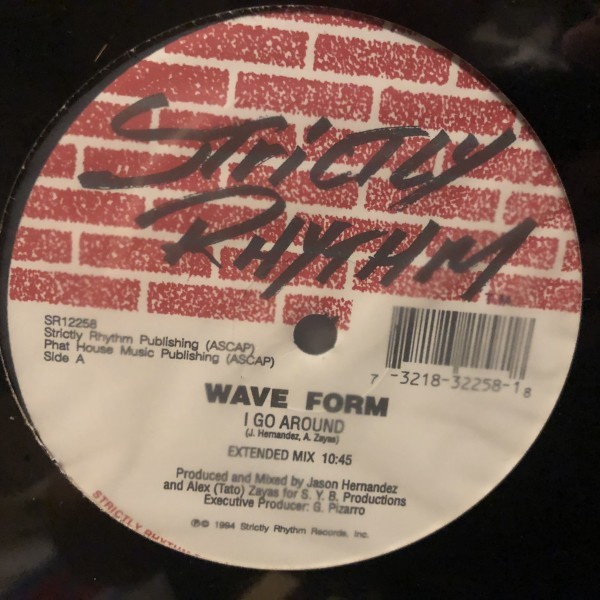 STRICTLY
RHYTHM
SR12258
Strictly Rhythm Publishing (ASCAP)
Phat House Music Publishing (ASCAP)
Side A
7 -3218-32258-1 8
WAVE FORM
I GO AROUND
(J. Hernandez, A. Zayas)
EXTENDED MIX 10:45
Produced and Mixed by Jason Hernandez
and Alex (Tato) Zayas for S. Y. B. Productions
Executive Producer: G. Pizarro
℗© 1994 Strictly Rhythm Records, Inc.
STRICTLY RHYTHM